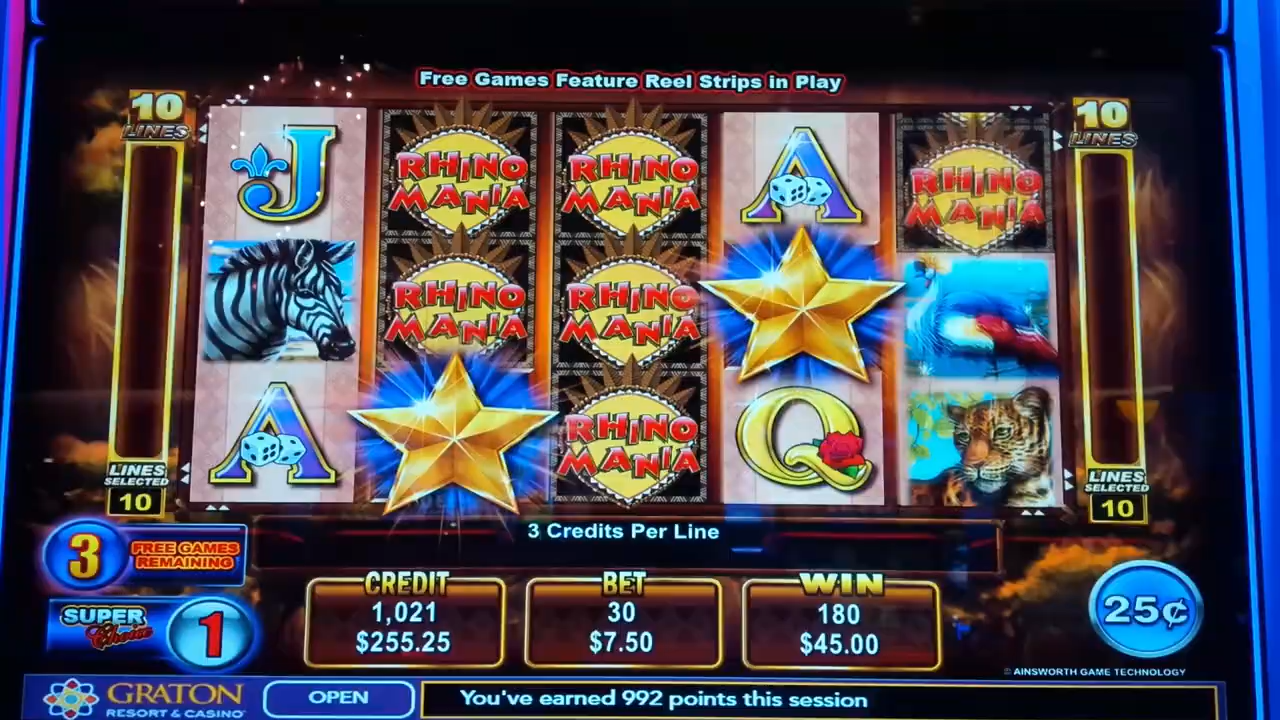 Free Games Feature Reel Strips in Play
10
LINES
10
LINES
J
RHINO
MANIA
RHINO
MANIA
A
RHINO
MANIA
RHINO
MANIA
RHINO
MANIA
A
RHINO
MANIA
Q
LINES
SELECTED
10
LINES
SELECTED
10
3 Credits Per Line
3
FREE GAMES
REMAINING
SUPER
Choice
1
CREDIT
1,021
$255.25
BET
30
$7.50
WIN
180
$45.00
25¢
© AINSWORTH GAME TECHNOLOGY
GRATON
RESORT & CASINO
OPEN
You've earned 992 points this session